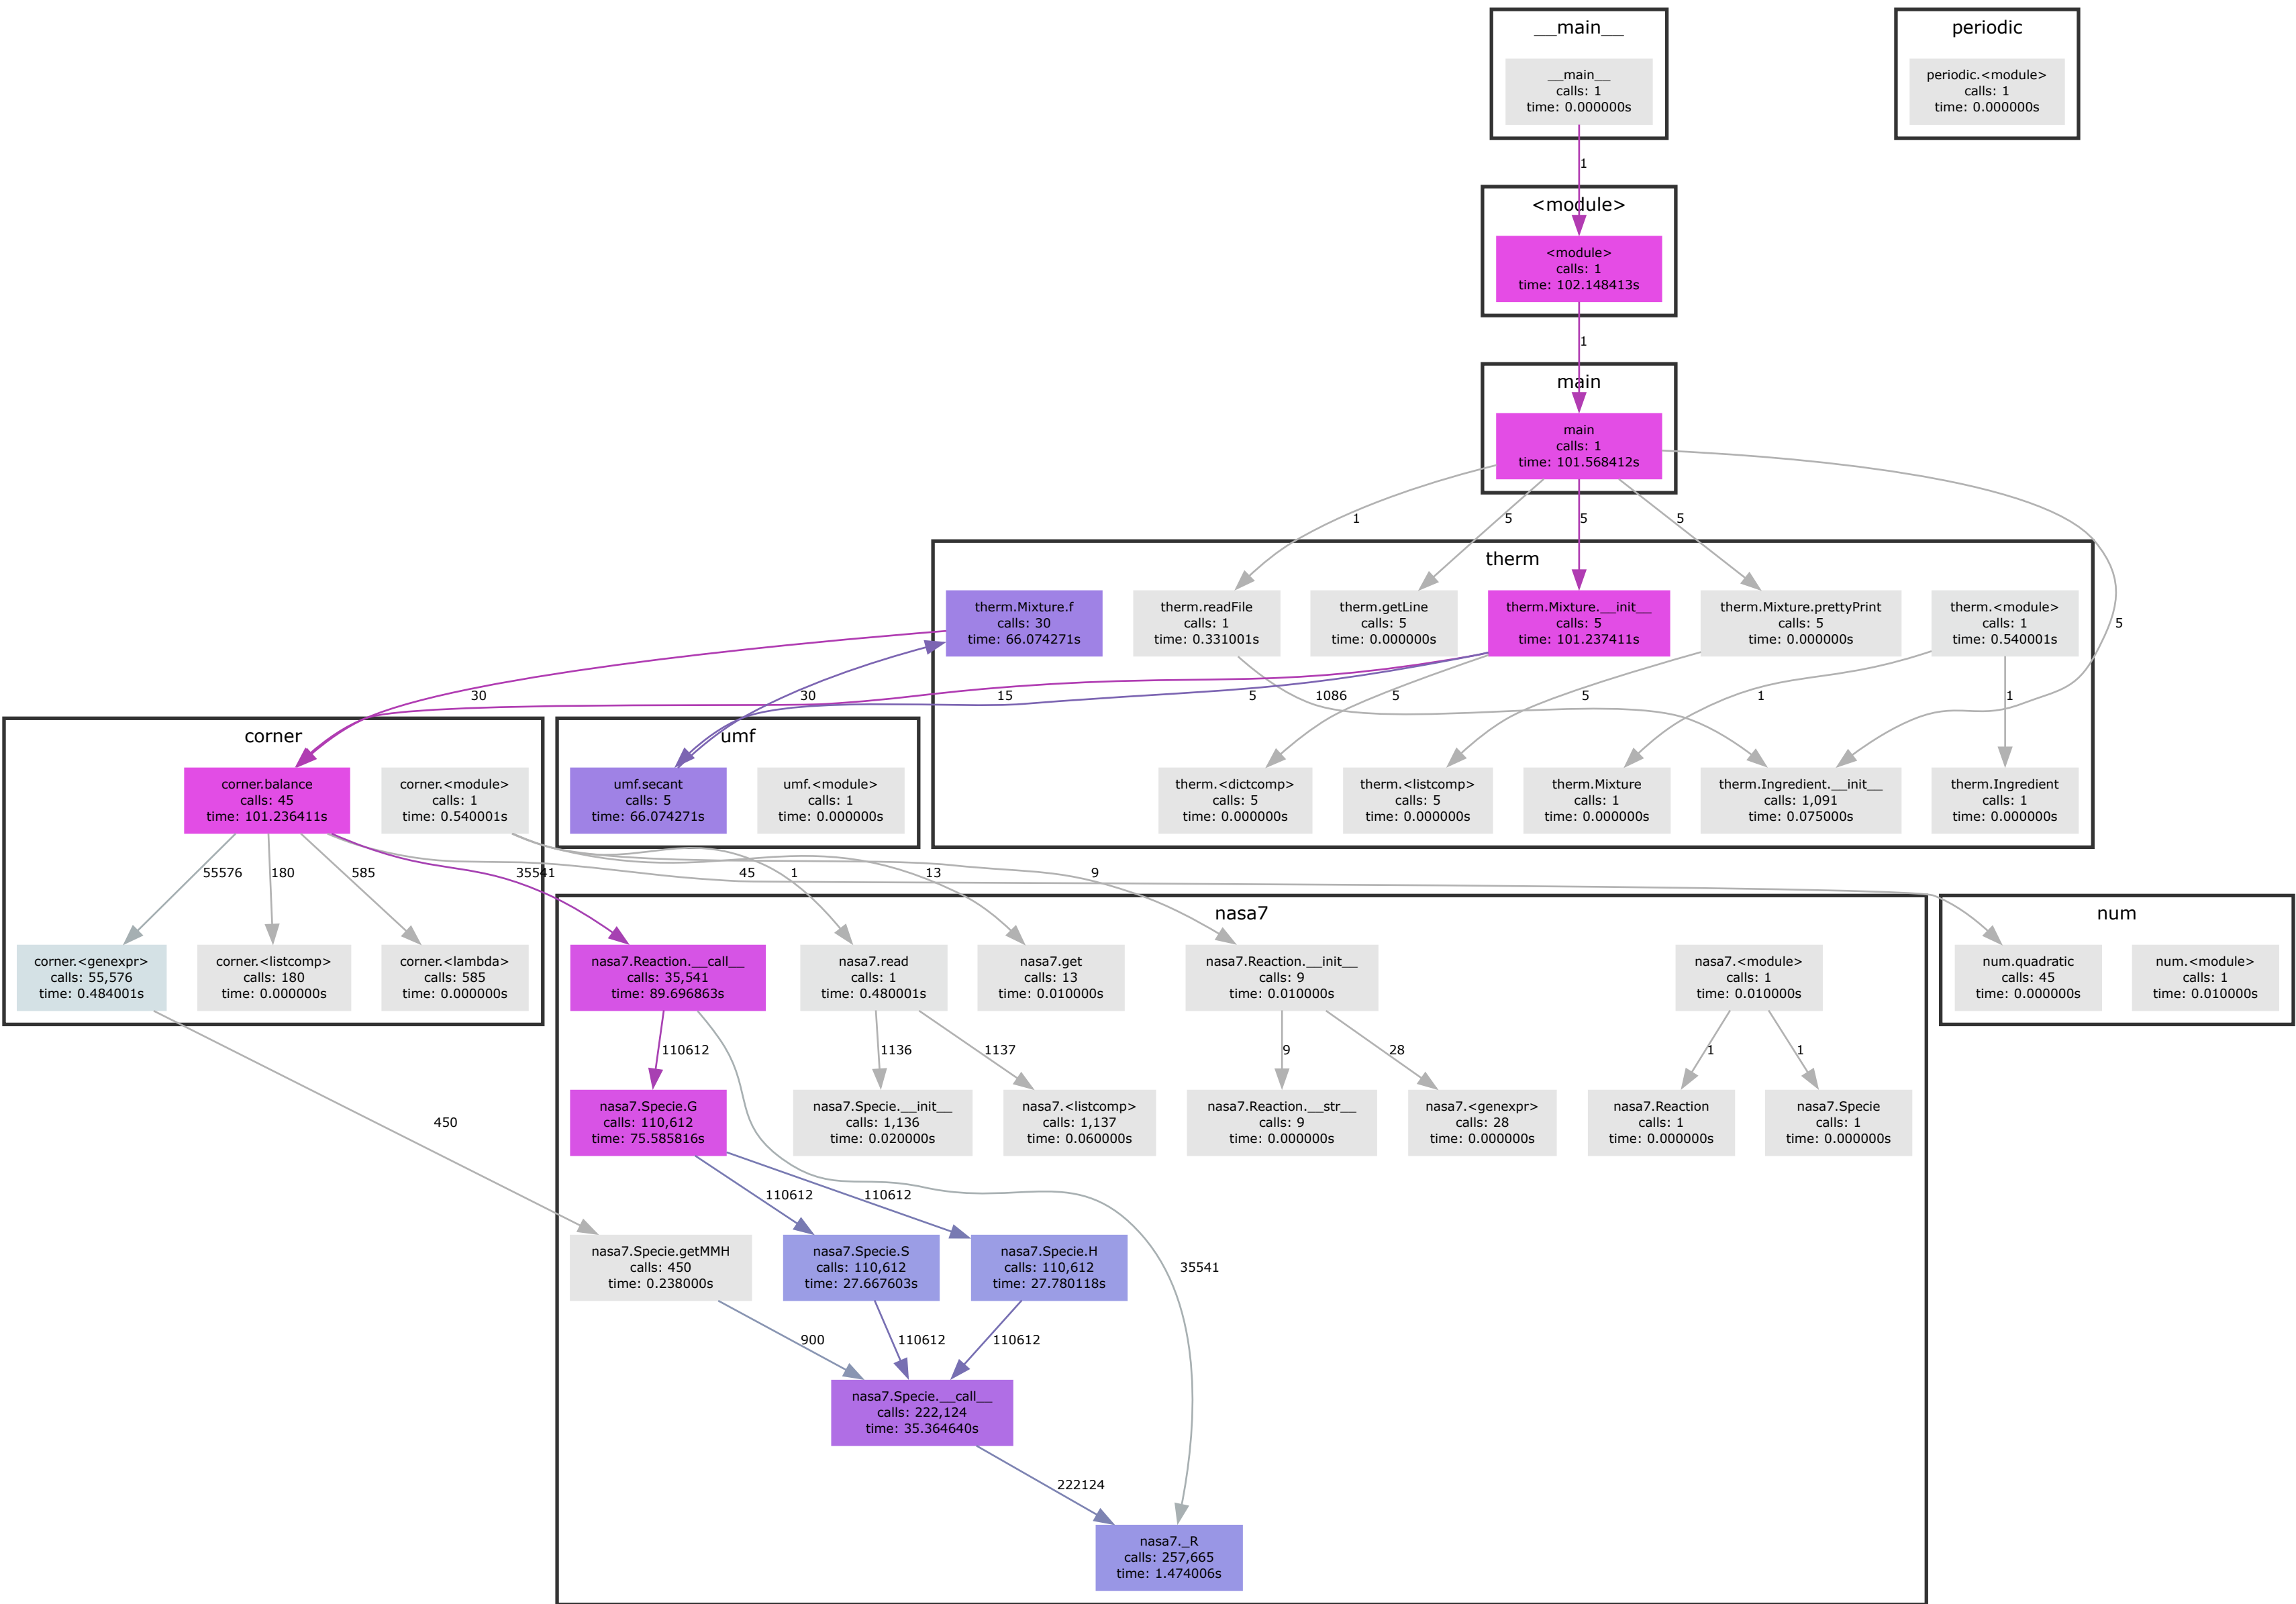 __main__
periodic
__main__
calls: 1
time: 0.000000s
periodic.<module>
calls: 1
time: 0.000000s
1
<module>
<module>
calls: 1
time: 102.148413s
1
main
main
calls: 1
time: 101.568412s
1
5
5
5
5
therm
therm.Mixture.f
calls: 30
time: 66.074271s
therm.readFile
calls: 1
time: 0.331001s
therm.getLine
calls: 5
time: 0.000000s
therm.Mixture.__init__
calls: 5
time: 101.237411s
therm.Mixture.prettyPrint
calls: 5
time: 0.000000s
therm.<module>
calls: 1
time: 0.540001s
30
30
15
5
1086
5
5
1
1
corner
umf
corner.balance
calls: 45
time: 101.236411s
corner.<module>
calls: 1
time: 0.540001s
umf.secant
calls: 5
time: 66.074271s
umf.<module>
calls: 1
time: 0.000000s
therm.<dictcomp>
calls: 5
time: 0.000000s
therm.<listcomp>
calls: 5
time: 0.000000s
therm.Mixture
calls: 1
time: 0.000000s
therm.Ingredient.__init__
calls: 1,091
time: 0.075000s
therm.Ingredient
calls: 1
time: 0.000000s
55576
180
585
35541
45
1
13
9
nasa7
num
corner.<genexpr>
calls: 55,576
time: 0.484001s
corner.<listcomp>
calls: 180
time: 0.000000s
corner.<lambda>
calls: 585
time: 0.000000s
nasa7.Reaction.__call__
calls: 35,541
time: 89.696863s
nasa7.read
calls: 1
time: 0.480001s
nasa7.get
calls: 13
time: 0.010000s
nasa7.Reaction.__init__
calls: 9
time: 0.010000s
nasa7.<module>
calls: 1
time: 0.010000s
num.quadratic
calls: 45
time: 0.000000s
num.<module>
calls: 1
time: 0.010000s
110612
1136
1137
9
28
1
1
nasa7.Specie.G
calls: 110,612
time: 75.585816s
nasa7.Specie.__init__
calls: 1,136
time: 0.020000s
nasa7.<listcomp>
calls: 1,137
time: 0.060000s
nasa7.Reaction.__str__
calls: 9
time: 0.000000s
nasa7.<genexpr>
calls: 28
time: 0.000000s
nasa7.Reaction
calls: 1
time: 0.000000s
nasa7.Specie
calls: 1
time: 0.000000s
450
110612
110612
nasa7.Specie.getMMH
calls: 450
time: 0.238000s
nasa7.Specie.S
calls: 110,612
time: 27.667603s
nasa7.Specie.H
calls: 110,612
time: 27.780118s
35541
900
110612
110612
nasa7.Specie.__call__
calls: 222,124
time: 35.364640s
222124
nasa7._R
calls: 257,665
time: 1.474006s